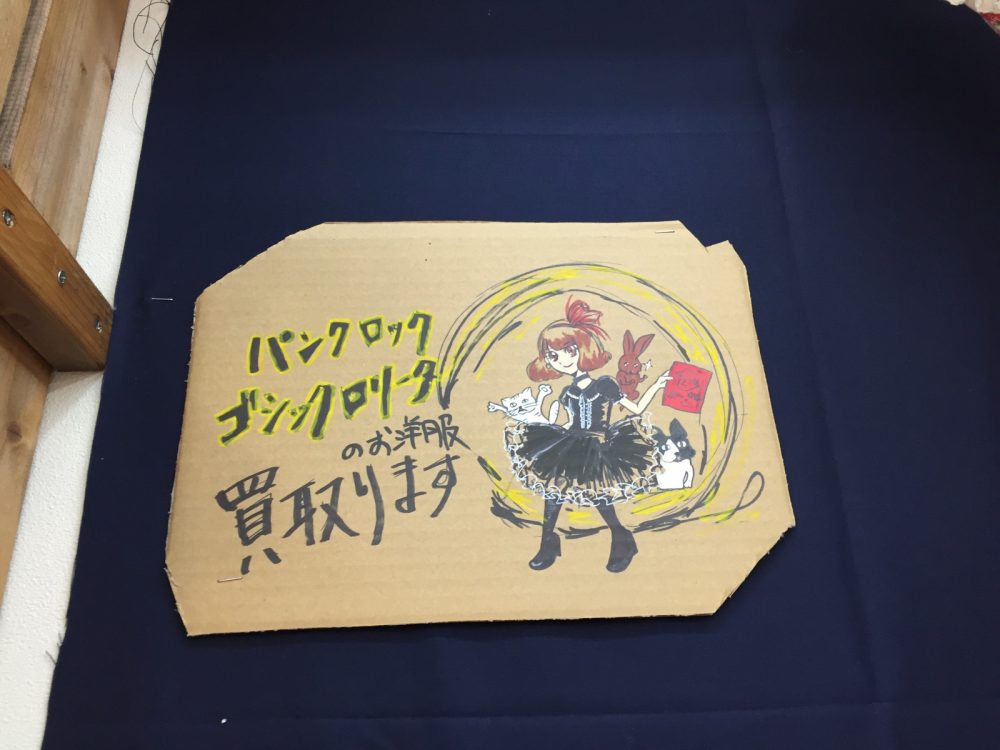 パンクロック
ゴシックロリータ
のお洋服
買取ります